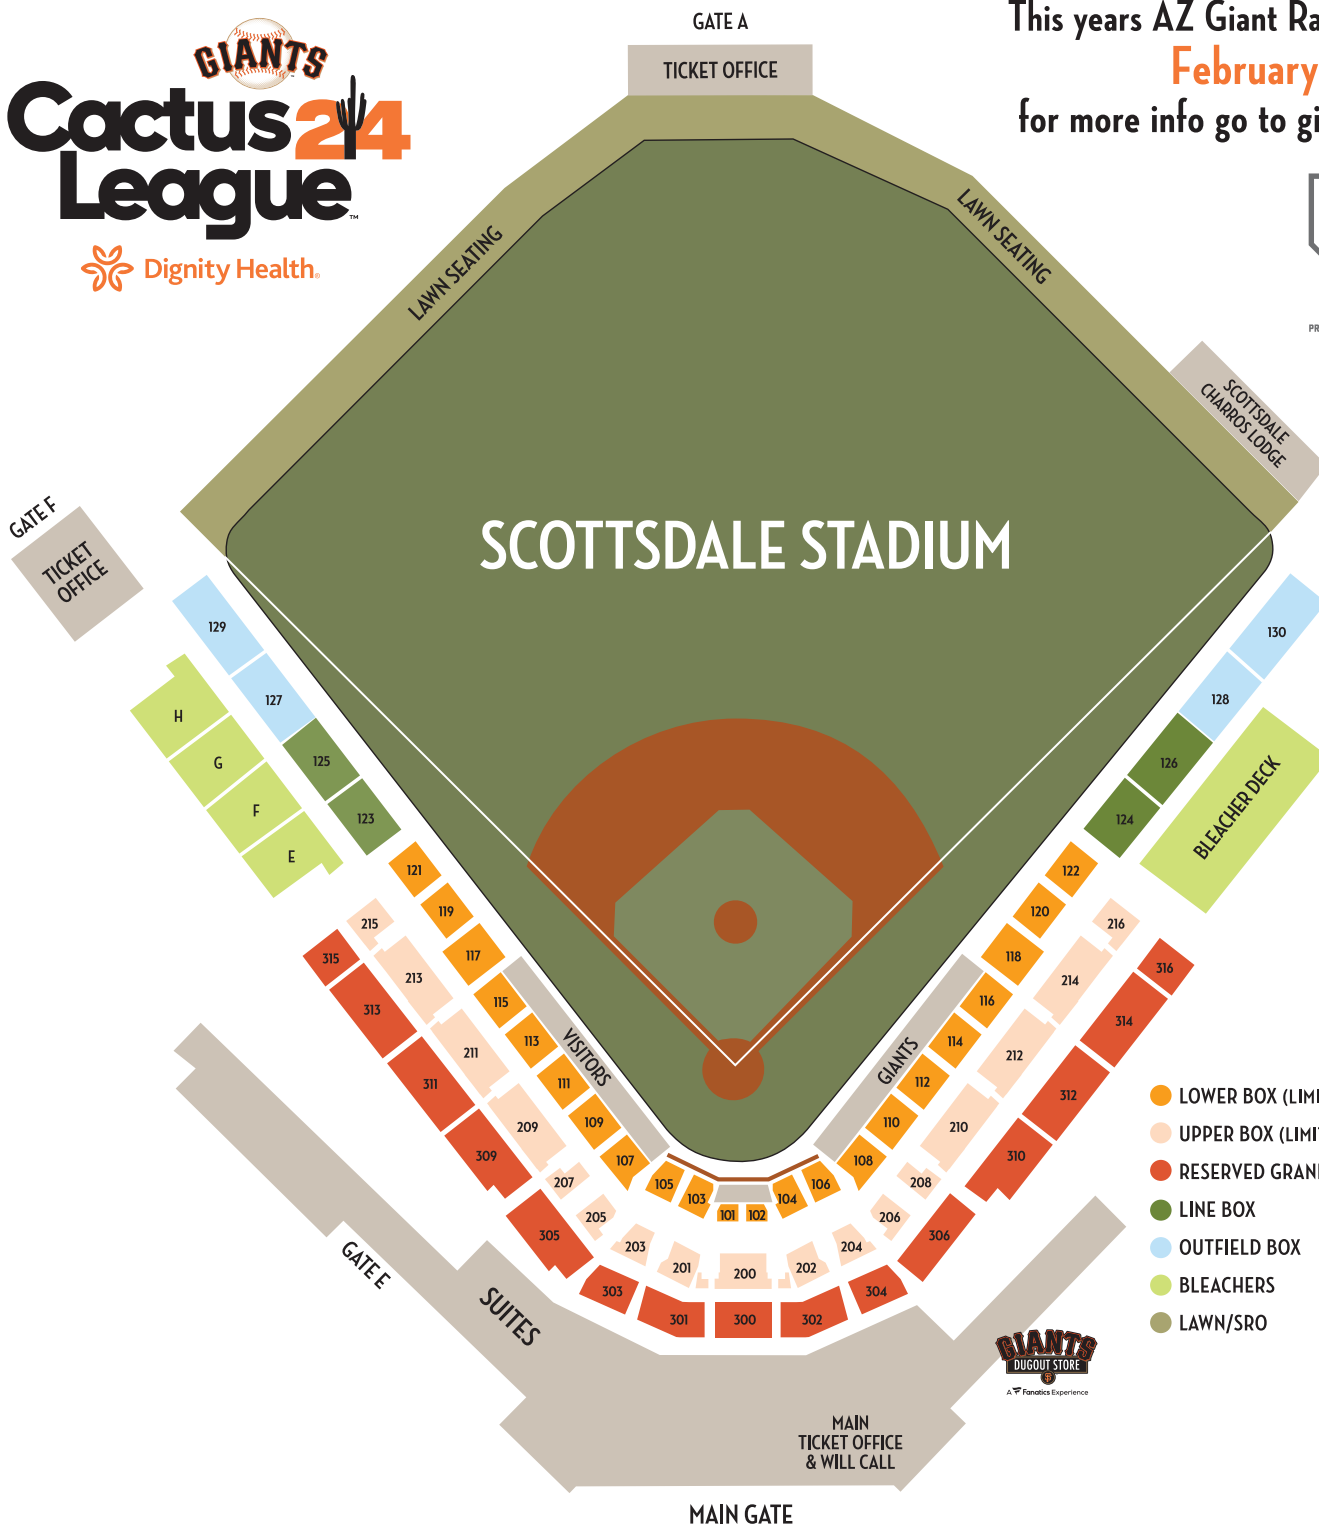 GATE A
TICKET OFFICE
This years AZ Giant
February
for more info go to
GIANTS
Cactus 24
League™
Dignity Health®
LAWN SEATING
LAWN SEATING
SCOTTSDALE
CHARROS LODGE
GATE F
TICKET
OFFICE
SCOTTSDALE STADIUM
129
127
125
123
130
128
126
124
H
G
F
E
BLEACHER DECK
121
119
117
115
113
111
109
107
105
103
101
102
104
106
108
110
112
114
116
118
120
122
VISITORS
GIANTS
215
213
211
209
207
205
203
201
200
202
204
206
208
210
212
214
216
315
313
311
309
305
303
301
300
302
304
306
310
312
314
316
LOWER BOX
UPPER BOX
RESERVED
LINE BOX
OUTFIELD BOX
BLEACHERS
LAWN/SRO
GATE E
SUITES
GIANTS
DUGOUT STORE
SF
A Fanatics Experience
MAIN
TICKET OFFICE
& WILL CALL
MAIN GATE